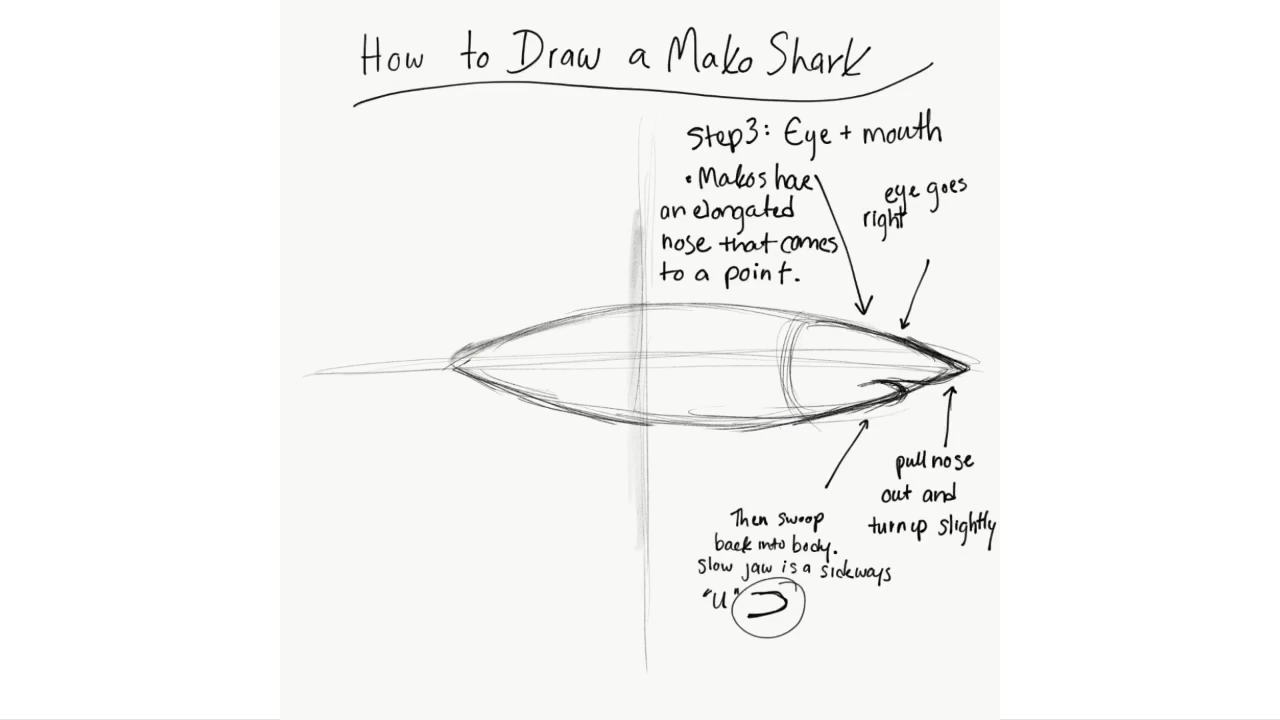 How to Draw a Mako Shark
Step3: Eye + mouth
• Makos hae
an elongated
nose that comes
to a point.
eye goes
right
pull nose
out and
turn up slightly
Then swoop
back into body.
slow jaw is a sideways
"U"